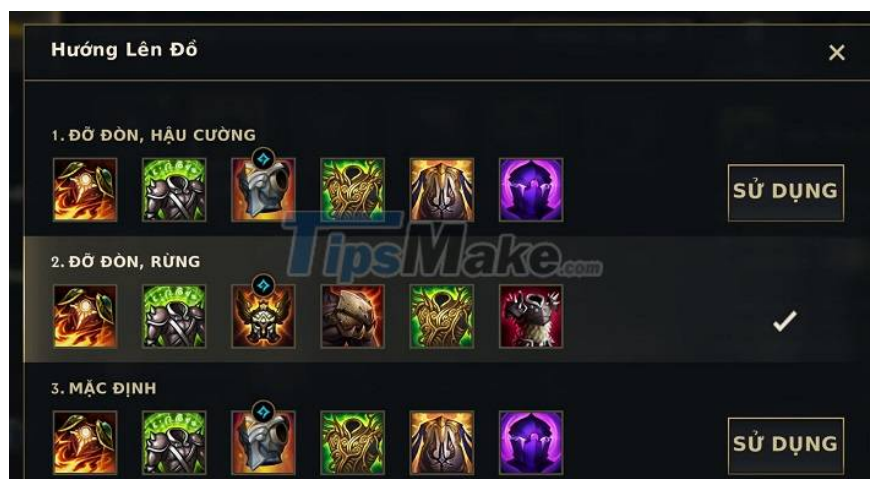 Hướng Lên Đồ
1. ĐỠ ĐÒN, HẬU CƯỜNG
SỬ DỤNG
TipsMake.com
2. ĐỠ ĐÒN, RỪNG
3. MẶC ĐỊNH
SỬ DỤNG